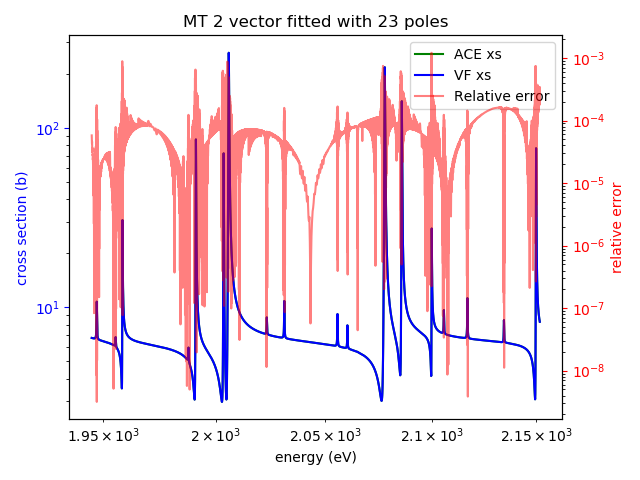 MT 2 vector fitted with 23 poles
ACE xs
VF xs
Relative error
cross section (b)
10²
10¹
relative error
10⁻³
10⁻⁴
10⁻⁵
10⁻⁶
10⁻⁷
10⁻⁸
1.95×10³
2×10³
2.05×10³
2.1×10³
2.15×10³
energy (eV)